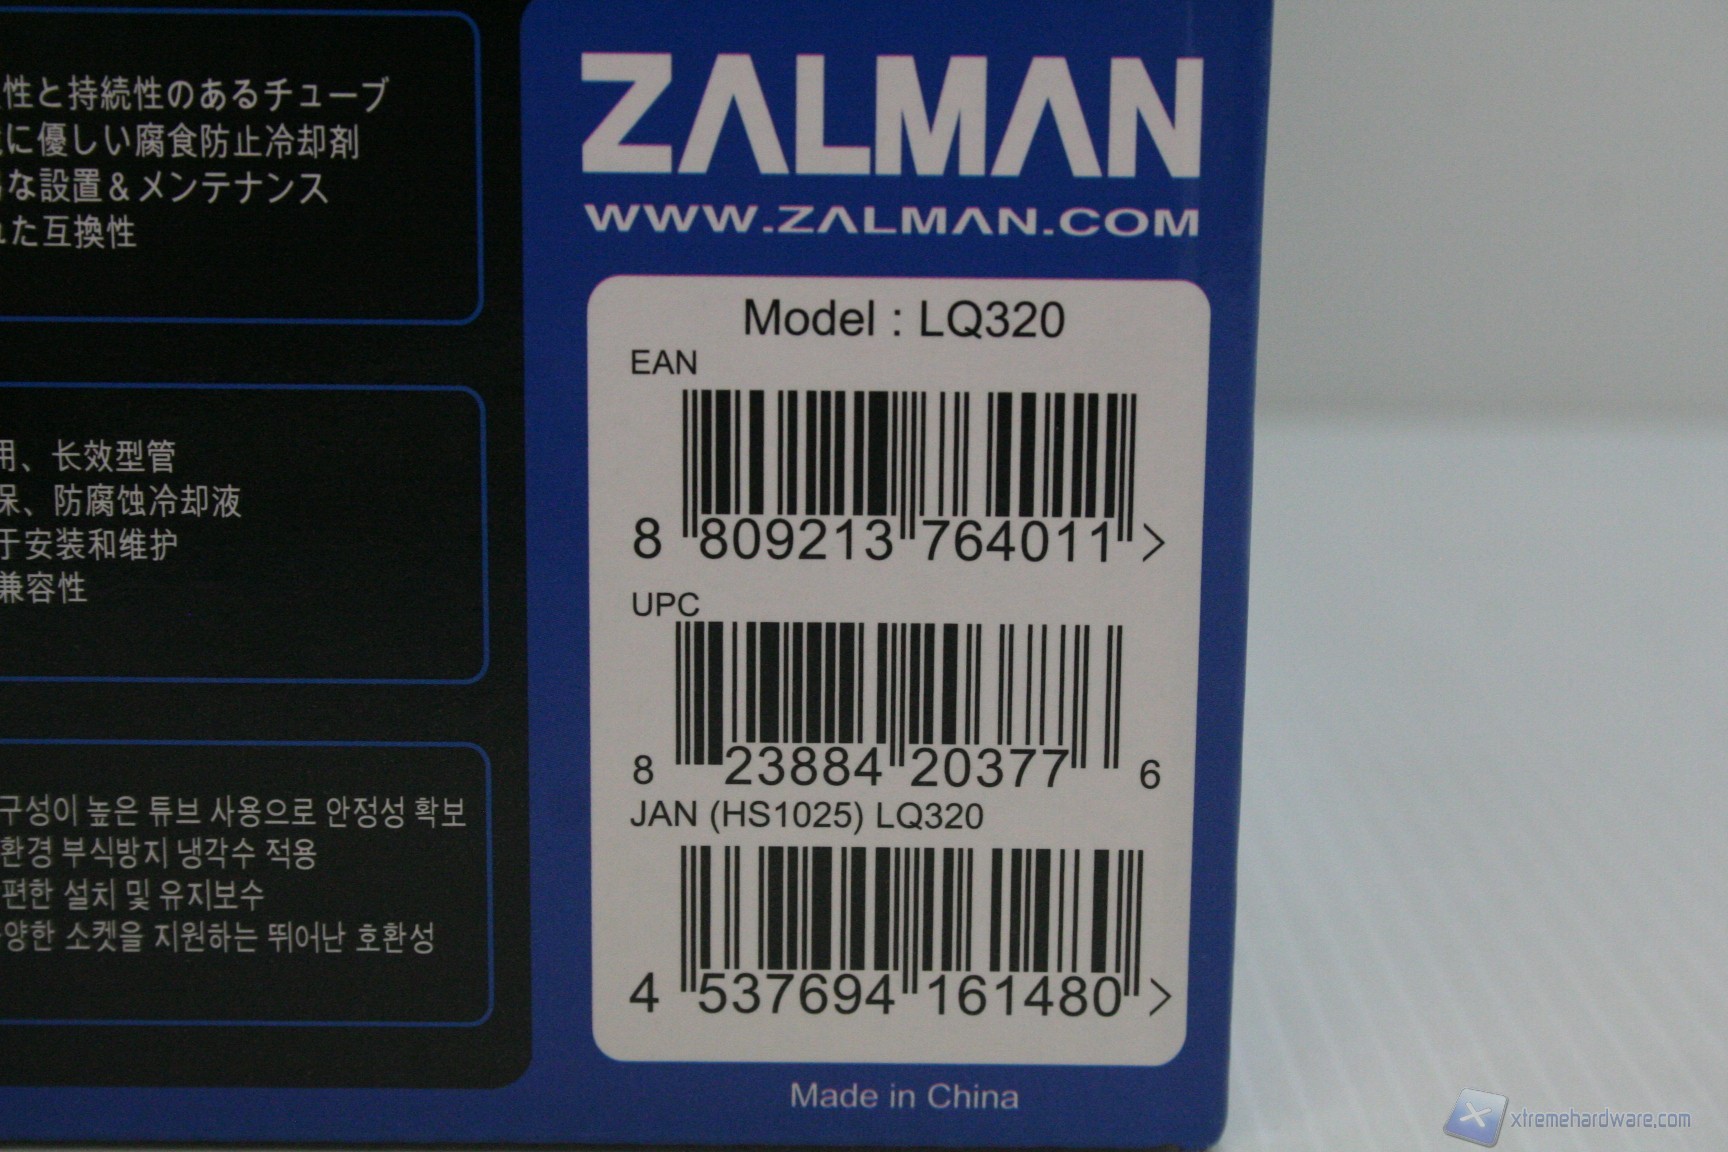 性と持続性のあるチューブ
に優しい腐食防止冷却剤
な設置＆メンテナンス
た互換性
用、长效型管
保、防腐蚀冷却液
于安装和维护
兼容性
구성이 높은 튜브 사용으로 안정성 확보
환경 부식방지 냉각수 적용
편한 설치 및 유지보수
양한 소켓을 지원하는 뛰어난 호환성
ZALMAN
WWW.ZALMAN.COM
Model : LQ320
EAN
8 809213 764011 >
UPC
8 23884 20377 6
JAN (HS1025) LQ320
4 537694 161480 >
Made in China
xtremehardware.com